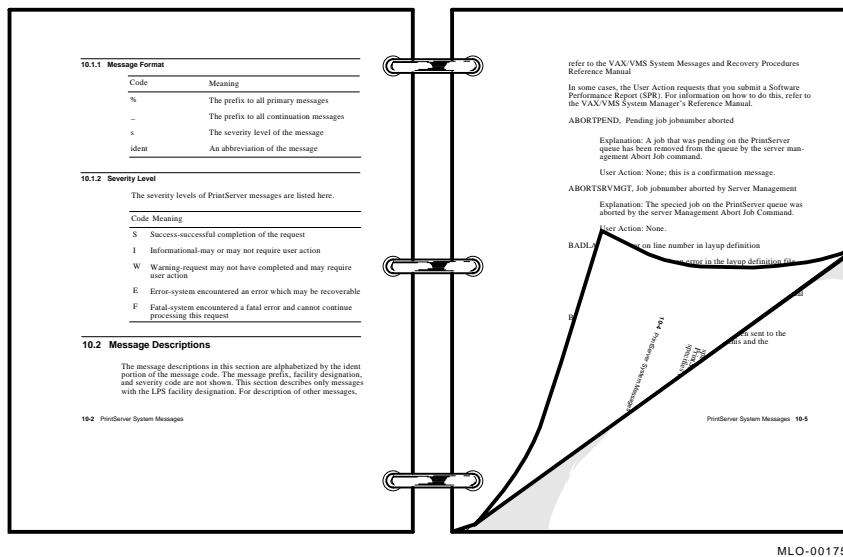 10.1.1 Message Format
Code Meaning
% The prefix to all primary messages
_ The prefix to all continuation messages
s The severity level of the message
ident An abbreviation of the message
10.1.2 Severity Level
The severity levels of PrintServer messages are listed here.
Code Meaning
S Success-successful completion of the request
I Informational-may or may not require user action
W Warning-request may not have completed and may require
user action
E Error-system encountered an error which may be recoverable
F Fatal-system encountered a fatal error and cannot continue
processing this request
10.2 Message Descriptions
The message descriptions in this section are alphabetized by the ident
portion of the message code. The message prefix, facility designation,
and severity code are not shown. This section describes only messages
with the LPS facility designation. For description of other messages,
10-2 PrintServer System Messages
refer to the VAX/VMS System Messages and Recovery Procedures
Reference Manual
In some cases, the User Action requests that you submit a Software
Performance Report (SPR). For information on how to do this, refer to
the VAX/VMS System Manager's Reference Manual.
ABORTPEND, Pending job jobnumber aborted
Explanation: A job that was pending on the PrintServer
queue has been removed from the queue by the server man-
agement Abort Job command.
User Action: None; this is a confirmation message.
ABORTSRVMGT, Job jobnumber aborted by Server Management
Explanation: The specied job on the PrintServer queue was
aborted by the server Management Abort Job Command.
User Action: None.
on line number in layup definition
error in the layup definition file
sent to the
and the
10-4 PrintServer System Messages
PrintServer System Messages 10-5
MLO-00175